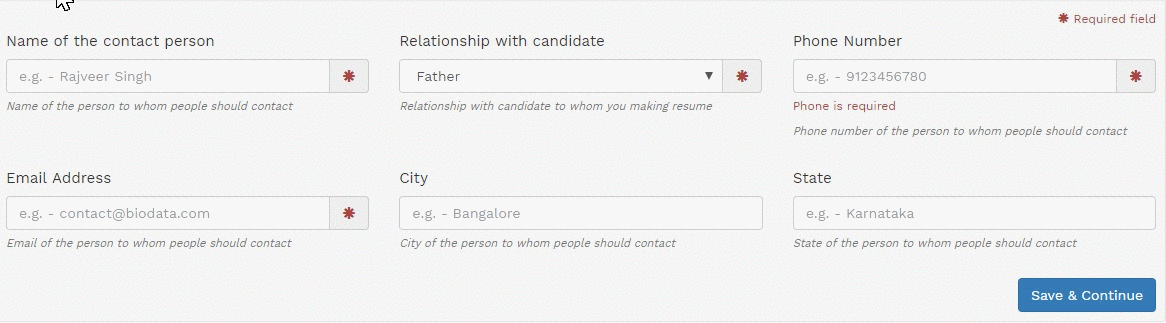 ✱ Required field
Name of the contact person
Relationship with candidate
Phone Number
e.g. - Rajveer Singh ✱
Father ▼ ✱
e.g. - 9123456780 ✱
Name of the person to whom people should contact
Relationship with candidate to whom you making resume
Phone is required
Phone number of the person to whom people should contact
Email Address
City
State
e.g. - contact@biodata.com ✱
e.g. - Bangalore
e.g. - Karnataka
Email of the person to whom people should contact
City of the person to whom people should contact
State of the person to whom people should contact
Save & Continue